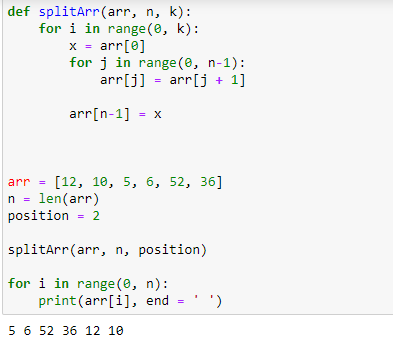 def splitArr(arr, n, k):
    for i in range(0, k):
        x = arr[0]
        for j in range(0, n-1):
            arr[j] = arr[j + 1]

        arr[n-1] = x

arr = [12, 10, 5, 6, 52, 36]
n = len(arr)
position = 2

splitArr(arr, n, position)

for i in range(0, n):
    print(arr[i], end = ' ')
5 6 52 36 12 10